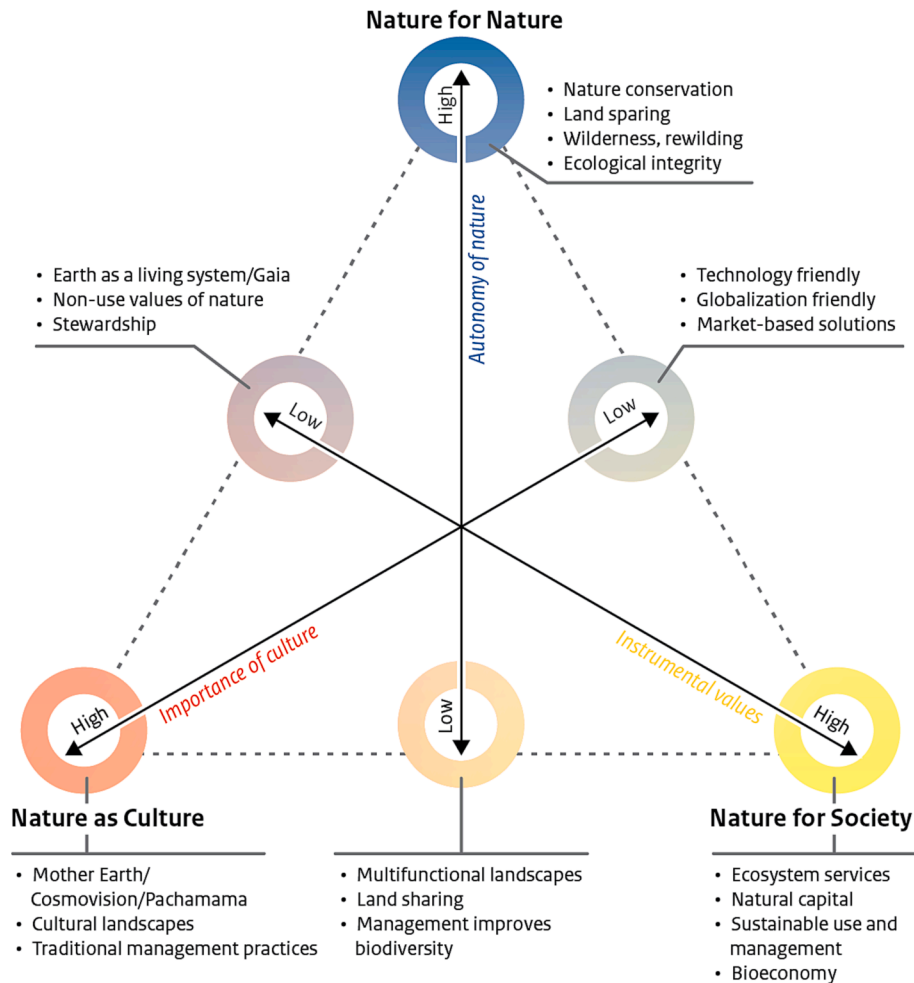 Nature for Nature
High
• Nature conservation
• Land sparing
• Wilderness, rewilding
• Ecological integrity
Autonomy of nature
• Earth as a living system/Gaia
• Non-use values of nature
• Stewardship
• Technology friendly
• Globalization friendly
• Market-based solutions
Low
Low
Importance of culture
Instrumental values
High
Low
High
Nature as Culture
Nature for Society
• Mother Earth/
Cosmovision/Pachamama
• Cultural landscapes
• Traditional management practices
• Multifunctional landscapes
• Land sharing
• Management improves
biodiversity
• Ecosystem services
• Natural capital
• Sustainable use and
management
• Bioeconomy